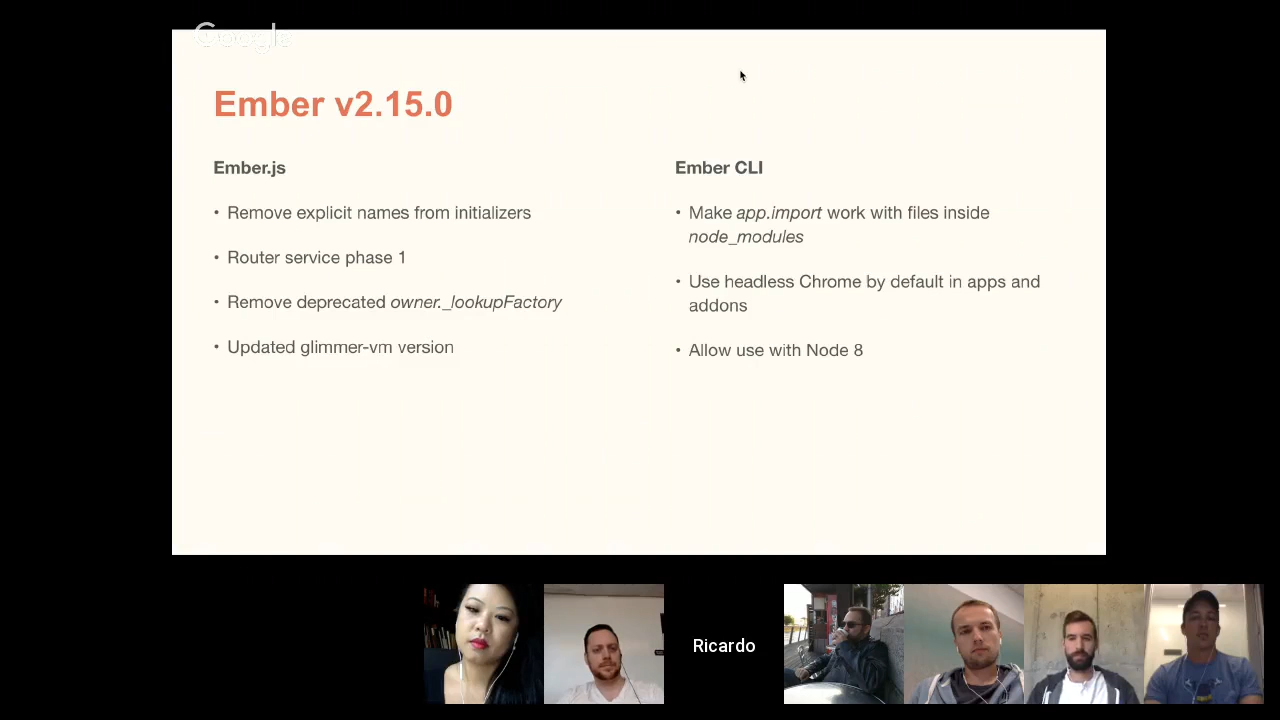 Google
Ember v2.15.0
Ember.js
• Remove explicit names from initializers
• Router service phase 1
• Remove deprecated owner._lookupFactory
• Updated glimmer-vm version
Ember CLI
• Make app.import work with files inside
node_modules
• Use headless Chrome by default in apps and
addons
• Allow use with Node 8
Ricardo